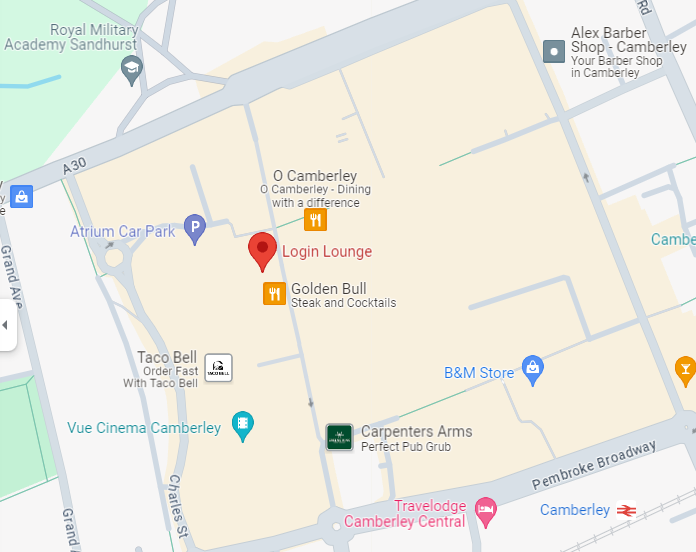 Royal Military
Academy Sandhurst
Alex Barber
Shop - Camberley
Your Barber Shop
in Camberley
Rd
A30
O Camberley
O Camberley - Dining
with a difference
Atrium Car Park
P
Login Lounge
Grand Ave
Cambe
Golden Bull
Steak and Cocktails
Taco Bell
Order Fast
With Taco Bell
TACO BELL
B&M Store
Vue Cinema Camberley
Carpenters Arms
Perfect Pub Grub
Pembroke Broadway
Charles St
Travelodge
Camberley Central
Camberley
Grand